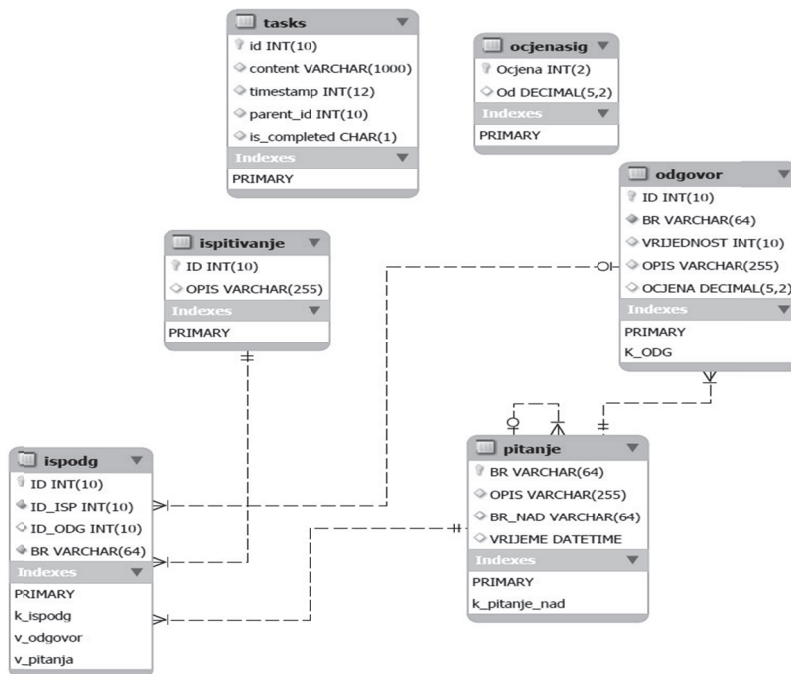 tasks
id INT(10)
content VARCHAR(1000)
timestamp INT(12)
parent_id INT(10)
is_completed CHAR(1)
Indexes
PRIMARY
ocjenasig
Ocjena INT(2)
Od DECIMAL(5,2)
Indexes
PRIMARY
odgovor
ID INT(10)
BR VARCHAR(64)
VRIJEDNOST INT(10)
OPIS VARCHAR(255)
OCJENA DECIMAL(5,2)
Indexes
PRIMARY
K_ODG
ispitivanje
ID INT(10)
OPIS VARCHAR(255)
Indexes
PRIMARY
pitanje
BR VARCHAR(64)
OPIS VARCHAR(255)
BR_NAD VARCHAR(64)
VRIJEME DATETIME
Indexes
PRIMARY
k_pitanje_nad
ispodg
ID INT(10)
ID_ISP INT(10)
ID_ODG INT(10)
BR VARCHAR(64)
Indexes
PRIMARY
k_ispodg
v_odgovor
v_pitanja